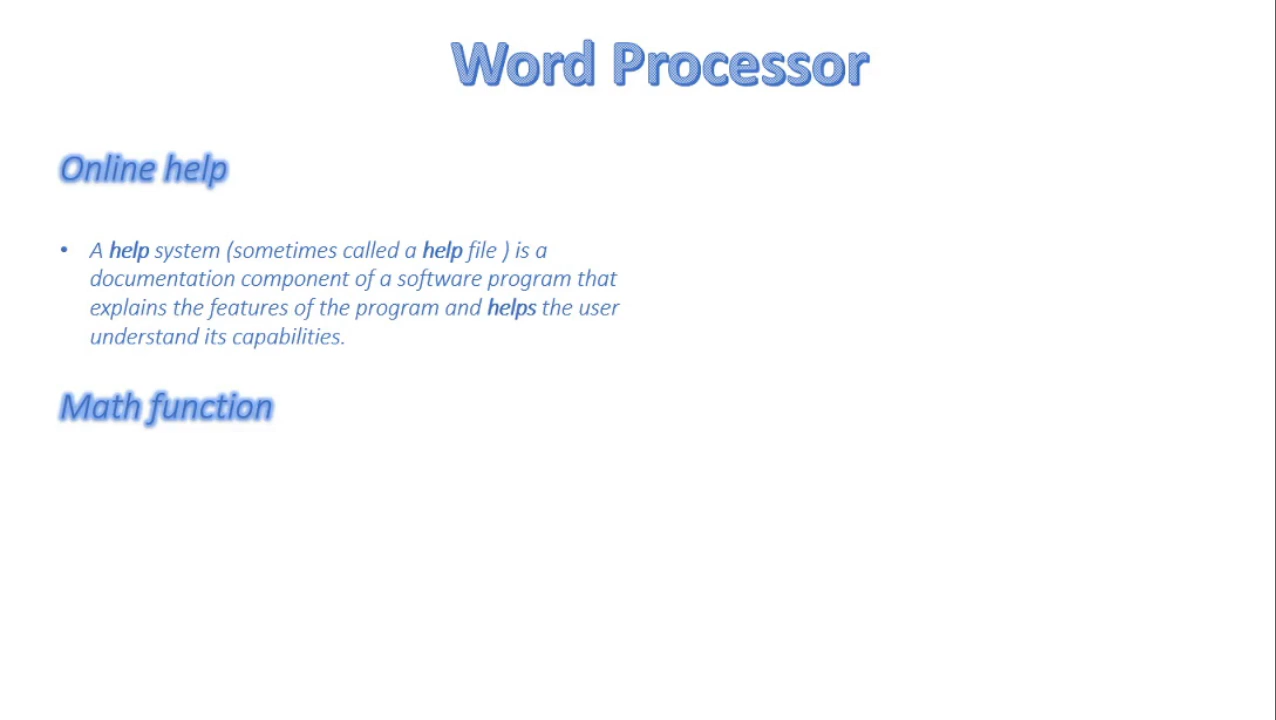 Word Processor
Online help
• A help system (sometimes called a help file ) is a
documentation component of a software program that
explains the features of the program and helps the user
understand its capabilities.
Math function